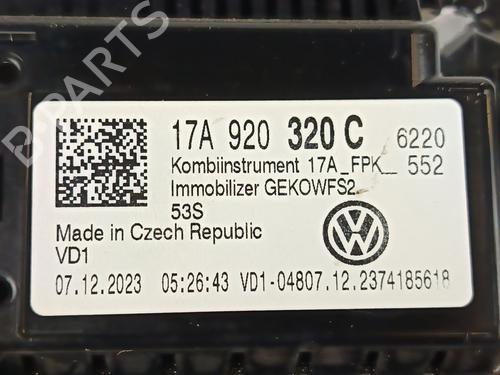 B-PARTS
17A 920 320 C 6220
Kombiinstrument 17A_FPK_ 552
Immobilizer GEKOWFS2
53S
Made in Czech Republic
VD1
07.12.2023 05:26:43 VD1-04807.12.2374185618